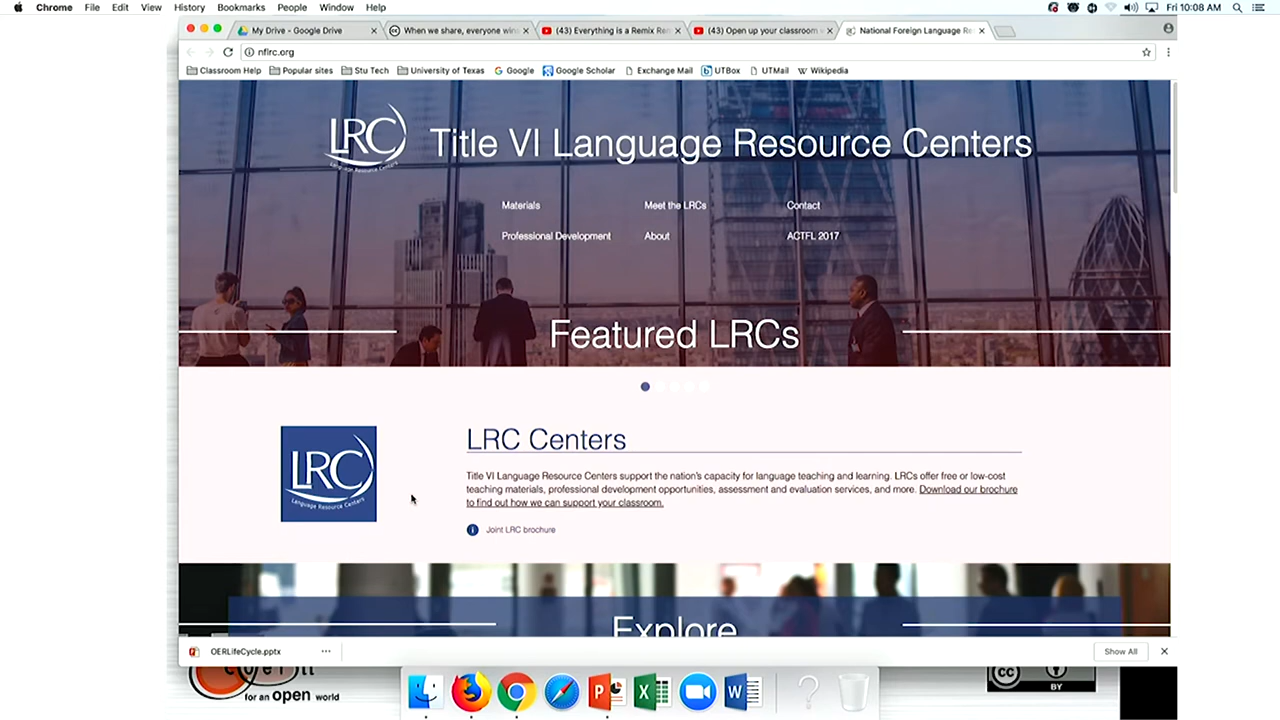 Chrome File Edit View History Bookmarks People Window Help Fri 10:08 AM
My Drive - Google Drive When we share, everyone win (43) Everything is a Remix Re (43) Open up your classroom National Foreign Language Re
nflrc.org
Classroom Help Popular sites Stu Tech University of Texas Google Google Scholar Exchange Mail UTBox UTMail Wikipedia
LRC Title VI Language Resource Centers
Language Resource Centers
Materials Meet the LRCs Contact
Professional Development About ACTFL 2017
Featured LRCs
LRC Centers
LRC
Language Resource Centers
Title VI Language Resource Centers support the nation's capacity for language teaching and learning. LRCs offer free or low-cost
teaching materials, professional development opportunities, assessment and evaluation services, and more. Download our brochure
to find out how we can support your classroom.
Joint LRC brochure
Explore
OERLifeCycle.pptx Show All
for an open world
cc BY